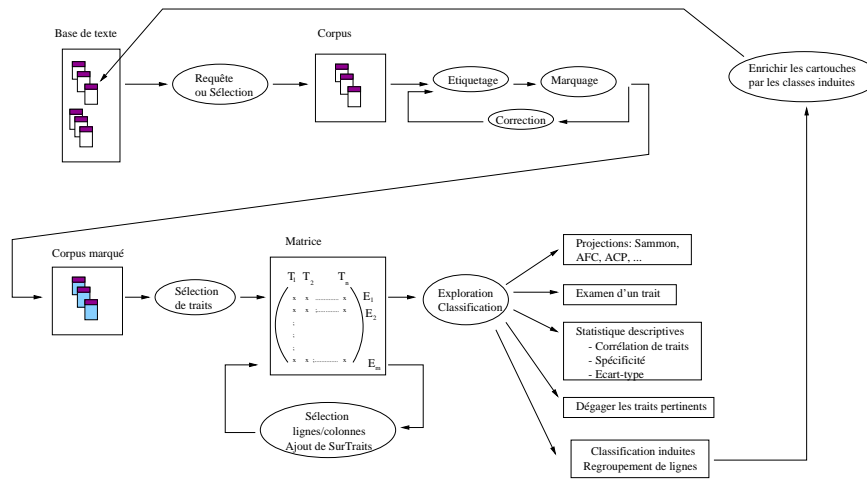 Base de texte
Corpus
Requête
ou Sélection
Etiquetage
Marquage
Correction
Enrichir les cartouches
par les classes induites
Corpus marqué
Sélection
de traits
Matrice
T1 T2 Tn
x x ............. x E1
x x ;............ x E2
;
;
;
x x ;............ x Em
Sélection
lignes/colonnes
Ajout de SurTraits
Exploration
Classification
Projections: Sammon,
AFC, ACP, ...
Examen d'un trait
Statistique descriptives
- Corrélation de traits
- Spécificité
- Ecart-type
Dégager les traits pertinents
Classification induites
Regroupement de lignes